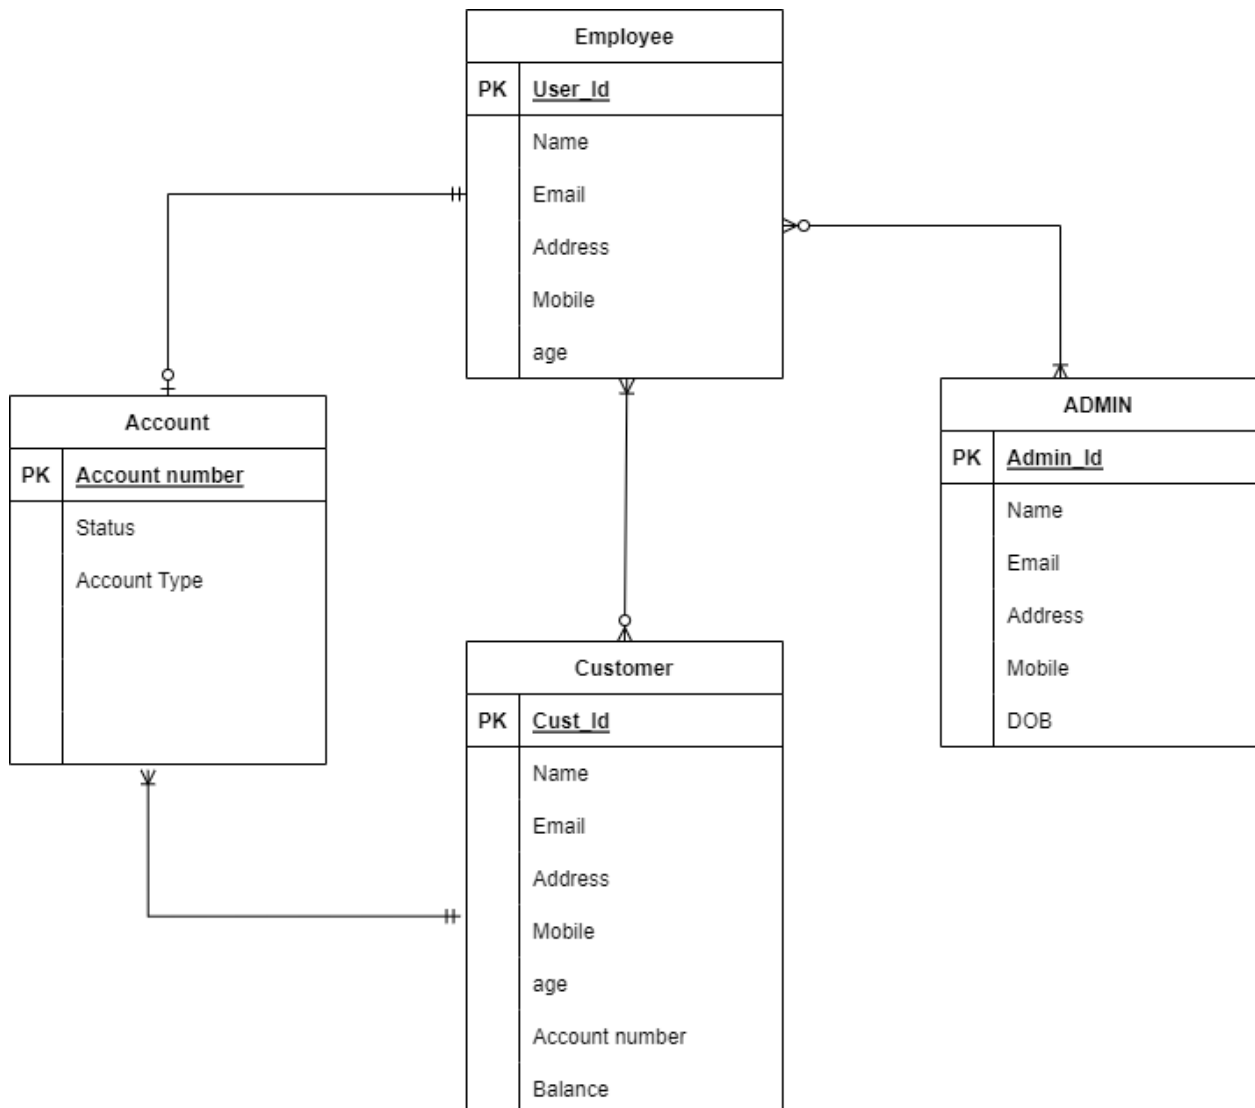 Employee
PK User_Id
Name
Email
Address
Mobile
age
Account
PK Account number
Status
Account Type
ADMIN
PK Admin_Id
Name
Email
Address
Mobile
DOB
Customer
PK Cust_Id
Name
Email
Address
Mobile
age
Account number
Balance